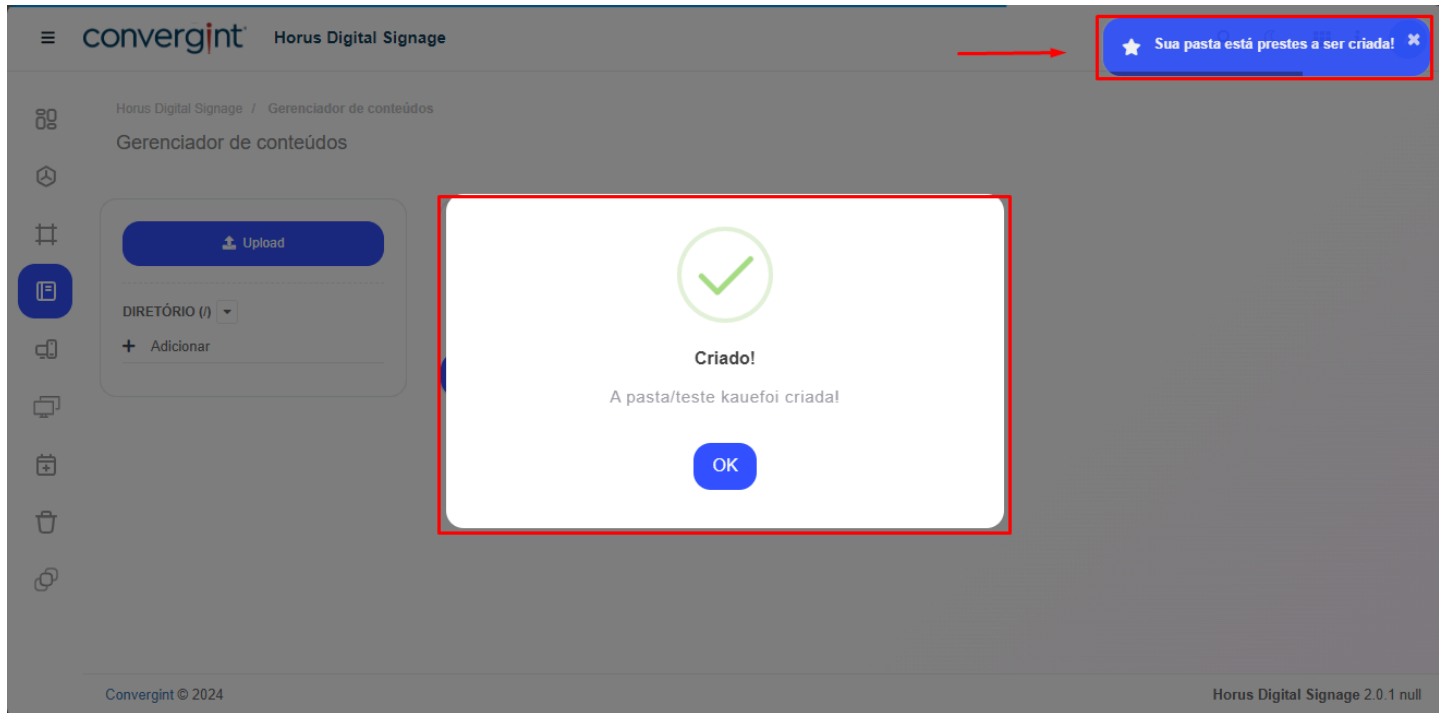 convergint Horus Digital Signage
Sua pasta está prestes a ser criada!
Horus Digital Signage / Gerenciador de conteúdos
Gerenciador de conteúdos
Upload
DIRETÓRIO (/)
+ Adicionar
Criado!
A pasta/teste kauefoi criada!
OK
Convergint © 2024
Horus Digital Signage 2.0.1 null